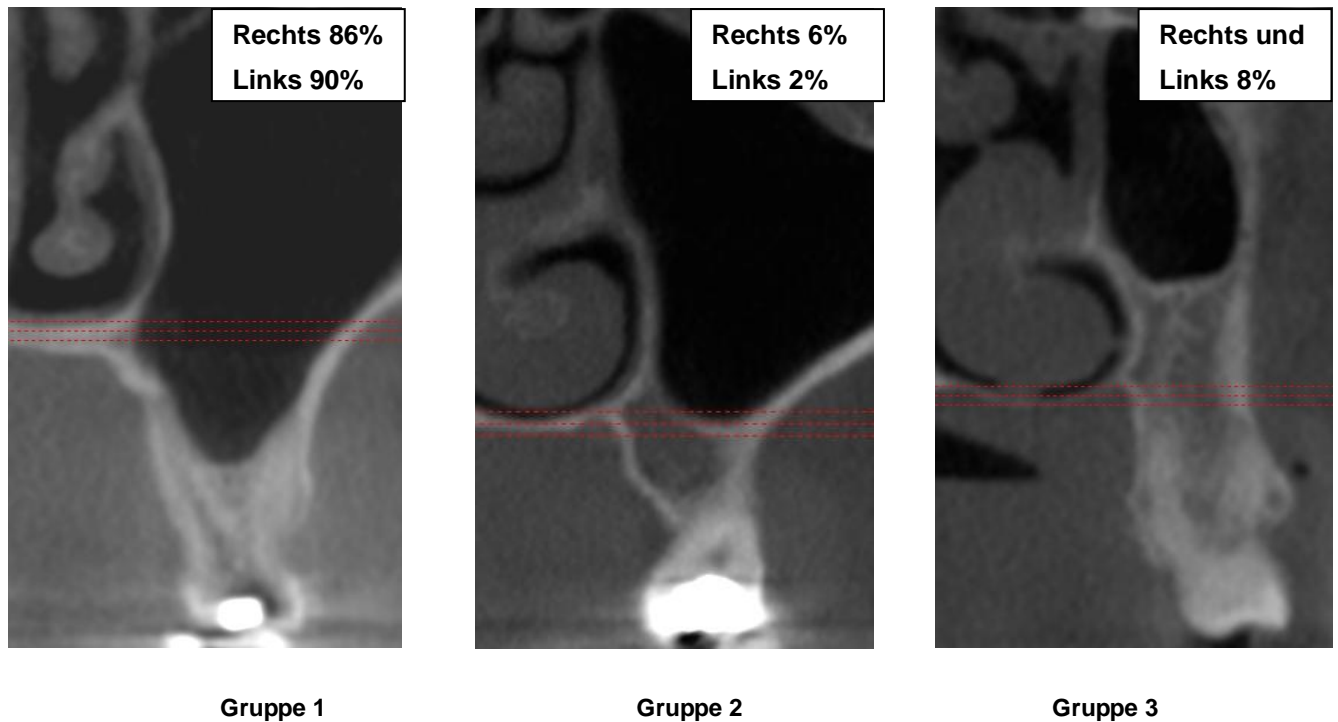 Rechts 86%
Links 90%
Rechts 6%
Links 2%
Rechts und
Links 8%
Gruppe 1
Gruppe 2
Gruppe 3